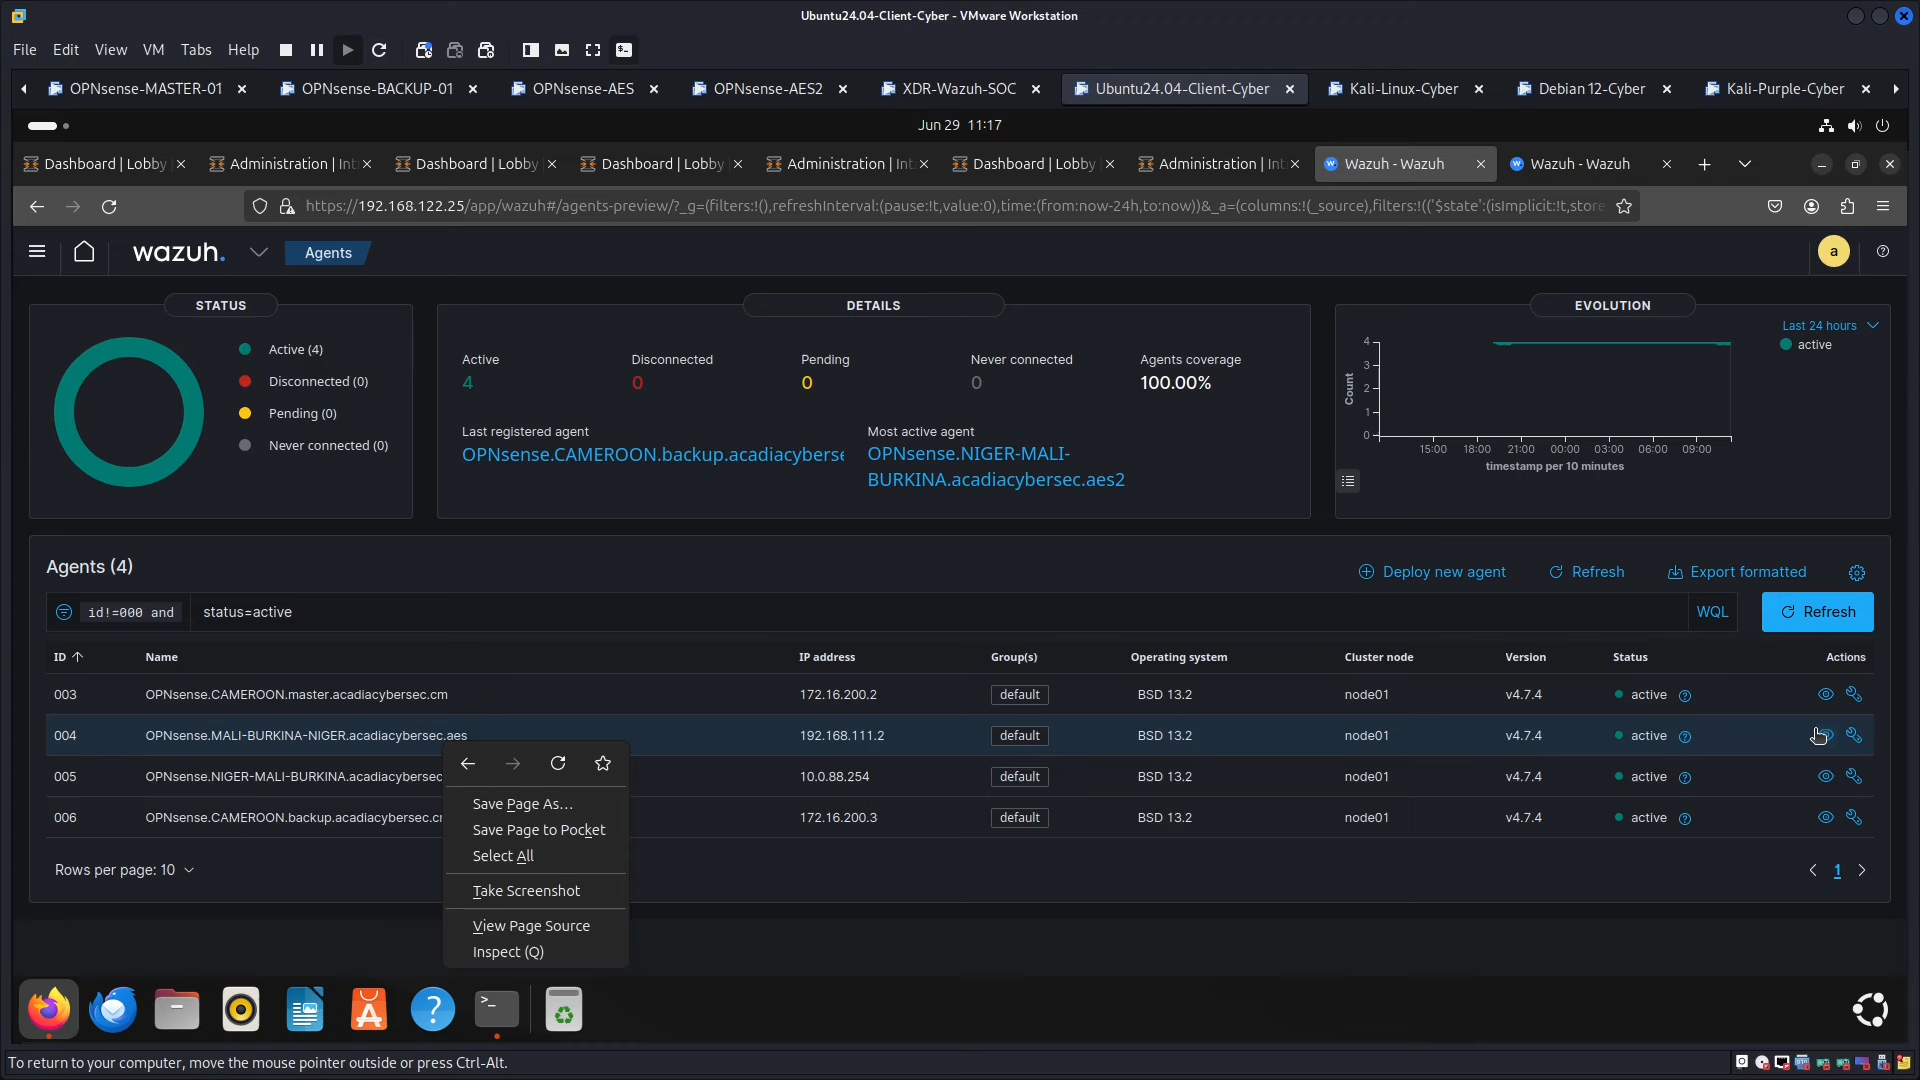 Ubuntu24.04-Client-Cyber - VMware Workstation
File Edit View VM Tabs Help
OPNsense-MASTER-01 OPNsense-BACKUP-01 OPNsense-AES OPNsense-AES2 XDR-Wazuh-SOC Ubuntu24.04-Client-Cyber Kali-Linux-Cyber Debian 12-Cyber Kali-Purple-Cyber
Jun 29 11:17
Dashboard | Lobby Administration | Int Dashboard | Lobby Dashboard | Lobby Administration | Int Dashboard | Lobby Administration | Int Wazuh - Wazuh Wazuh - Wazuh
https://192.168.122.25/app/wazuh#/agents-preview/?_g=(filters:!(),refreshInterval:(pause:!t,value:0),time:(from:now-24h,to:now))&_a=(columns:!(_source),filters:!(('$state':(isImplicit:!t,store
wazuh. Agents a
STATUS
Active (4)
Disconnected (0)
Pending (0)
Never connected (0)
DETAILS
Active Disconnected Pending Never connected Agents coverage
4 0 0 0 100.00%
Last registered agent
OPNsense.CAMEROON.backup.acadiacyberse
Most active agent
OPNsense.NIGER-MALI-
BURKINA.acadiacybersec.aes2
EVOLUTION
Last 24 hours
active
Count
4
3
2
1
0
15:00 18:00 21:00 00:00 03:00 06:00 09:00
timestamp per 10 minutes
Agents (4)
Deploy new agent Refresh Export formatted
id!=000 and status=active WQL Refresh
ID Name IP address Group(s) Operating system Cluster node Version Status Actions
003 OPNsense.CAMEROON.master.acadiacybersec.cm 172.16.200.2 default BSD 13.2 node01 v4.7.4 active
004 OPNsense.MALI-BURKINA-NIGER.acadiacybersec.aes 192.168.111.2 default BSD 13.2 node01 v4.7.4 active
005 OPNsense.NIGER-MALI-BURKINA.acadiacybersec 10.0.88.254 default BSD 13.2 node01 v4.7.4 active
006 OPNsense.CAMEROON.backup.acadiacybersec.c 172.16.200.3 default BSD 13.2 node01 v4.7.4 active
Rows per page: 10 1
Save Page As…
Save Page to Pocket
Select All
Take Screenshot
View Page Source
Inspect (Q)
To return to your computer, move the mouse pointer outside or press Ctrl-Alt.